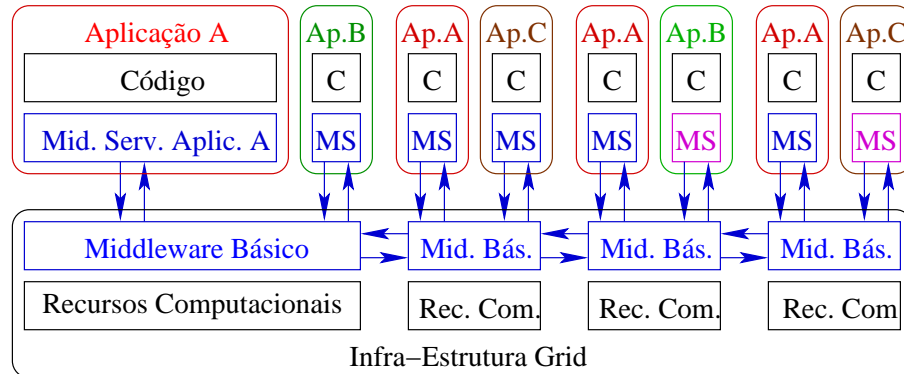 Aplicação A Ap.B Ap.A Ap.C Ap.A Ap.B Ap.A Ap.C
Código C C C C C C C
Mid. Serv. Aplic. A MS MS MS MS MS MS MS
Middleware Básico Mid. Bás. Mid. Bás. Mid. Bás.
Recursos Computacionais Rec. Com. Rec. Com. Rec. Com
Infra−Estrutura Grid